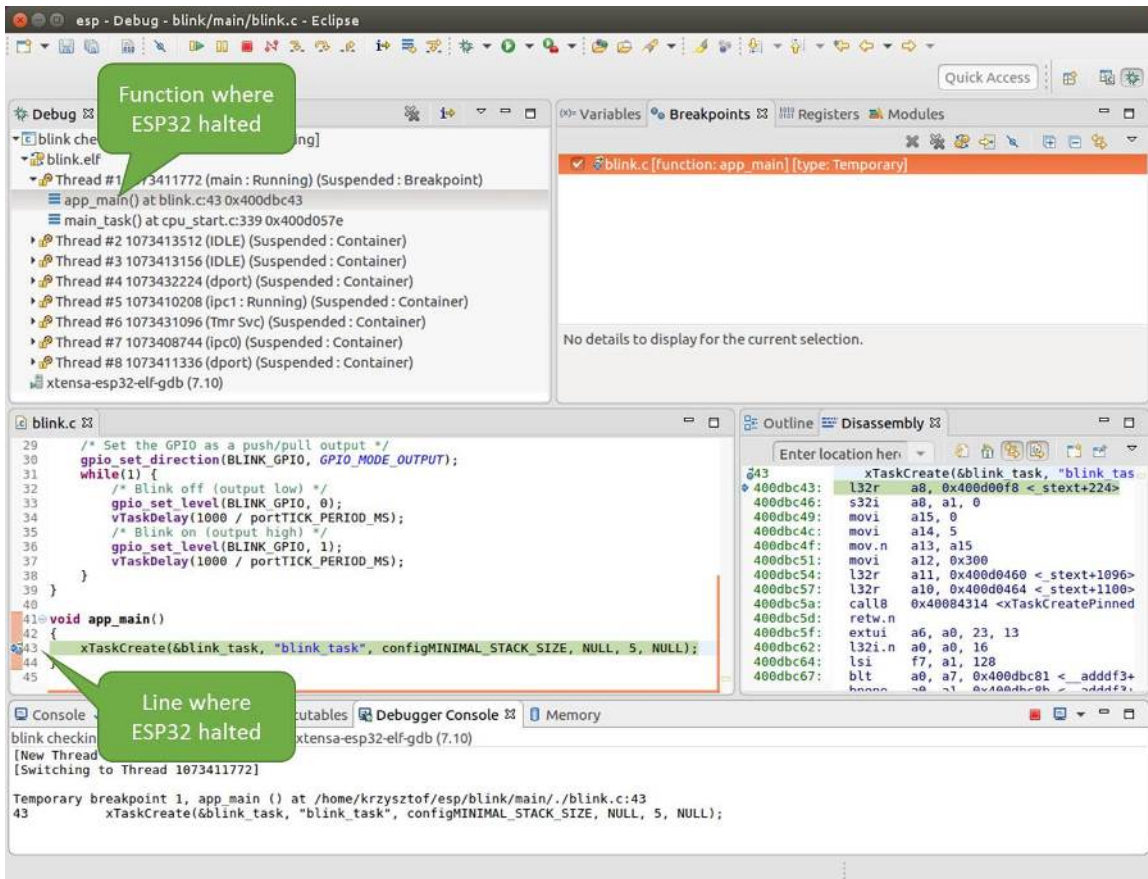 esp - Debug - blink/main/blink.c - Eclipse
Quick Access
Function where
ESP32 halted
Debug
blink che ing]
blink.elf
Thread #1 1073411772 (main : Running) (Suspended : Breakpoint)
app_main() at blink.c:43 0x400dbc43
main_task() at cpu_start.c:339 0x400d057e
Thread #2 1073413512 (IDLE) (Suspended : Container)
Thread #3 1073413156 (IDLE) (Suspended : Container)
Thread #4 1073432224 (dport) (Suspended : Container)
Thread #5 1073410208 (ipc1 : Running) (Suspended : Container)
Thread #6 1073431096 (Tmr Svc) (Suspended : Container)
Thread #7 1073408744 (ipc0) (Suspended : Container)
Thread #8 1073411336 (dport) (Suspended : Container)
xtensa-esp32-elf-gdb (7.10)
(x)= Variables Breakpoints Registers Modules
blink.c [function: app_main] [type: Temporary]
No details to display for the current selection.
blink.c
29 /* Set the GPIO as a push/pull output */
30 gpio_set_direction(BLINK_GPIO, GPIO_MODE_OUTPUT);
31 while(1) {
32 /* Blink off (output low) */
33 gpio_set_level(BLINK_GPIO, 0);
34 vTaskDelay(1000 / portTICK_PERIOD_MS);
35 /* Blink on (output high) */
36 gpio_set_level(BLINK_GPIO, 1);
37 vTaskDelay(1000 / portTICK_PERIOD_MS);
38 }
39 }
40
41 void app_main()
42 {
43 xTaskCreate(&blink_task, "blink_task", configMINIMAL_STACK_SIZE, NULL, 5, NULL);
44
45
Line where
ESP32 halted
Outline Disassembly
Enter location her
43 xTaskCreate(&blink_task, "blink_tas
400dbc43: l32r a8, 0x400d00f8 <_stext+224>
400dbc46: s32i a8, a1, 0
400dbc49: movi a15, 0
400dbc4c: movi a14, 5
400dbc4f: mov.n a13, a15
400dbc51: movi a12, 0x300
400dbc54: l32r a11, 0x400d0460 <_stext+1096>
400dbc57: l32r a10, 0x400d0464 <_stext+1100>
400dbc5a: call8 0x40084314 <xTaskCreatePinned
400dbc5d: retw.n
400dbc5f: extui a6, a0, 23, 13
400dbc62: l32i.n a0, a0, 16
400dbc64: lsi f7, a1, 128
400dbc67: blt a0, a7, 0x400dbc81 <__adddf3+
Console cutables Debugger Console Memory
blink checkin xtensa-esp32-elf-gdb (7.10)
[New Thread
[Switching to Thread 1073411772]
Temporary breakpoint 1, app_main () at /home/krzysztof/esp/blink/main/./blink.c:43
43 xTaskCreate(&blink_task, "blink_task", configMINIMAL_STACK_SIZE, NULL, 5, NULL);